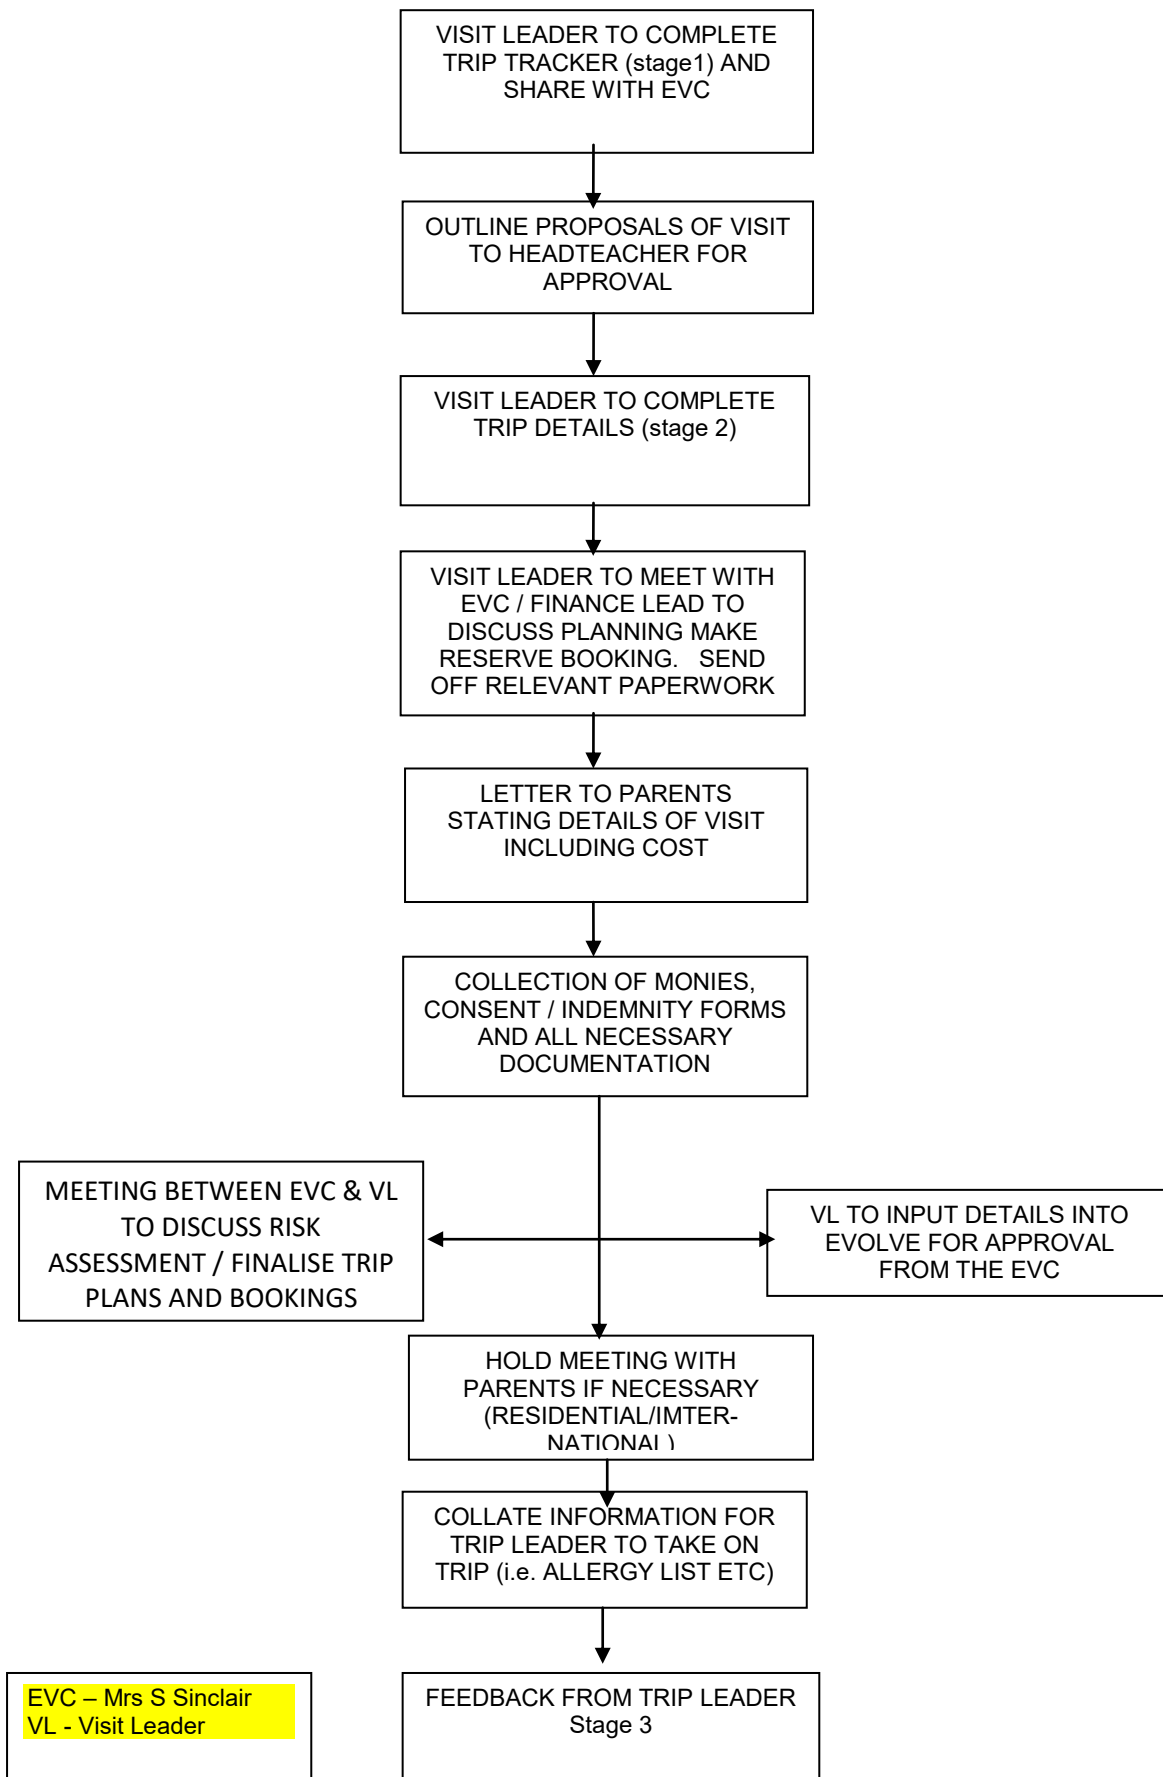 VISIT LEADER TO COMPLETE
TRIP TRACKER (stage1) AND
SHARE WITH EVC
OUTLINE PROPOSALS OF VISIT
TO HEADTEACHER FOR
APPROVAL
VISIT LEADER TO COMPLETE
TRIP DETAILS (stage 2)
VISIT LEADER TO MEET WITH
EVC / FINANCE LEAD TO
DISCUSS PLANNING MAKE
RESERVE BOOKING.   SEND
OFF RELEVANT PAPERWORK
LETTER TO PARENTS
STATING DETAILS OF VISIT
INCLUDING COST
COLLECTION OF MONIES,
CONSENT / INDEMNITY FORMS
AND ALL NECESSARY
DOCUMENTATION
MEETING BETWEEN EVC & VL
TO DISCUSS RISK
ASSESSMENT / FINALISE TRIP
PLANS AND BOOKINGS
VL TO INPUT DETAILS INTO
EVOLVE FOR APPROVAL
FROM THE EVC
HOLD MEETING WITH
PARENTS IF NECESSARY
(RESIDENTIAL/IMTER-
NATIONAL)
COLLATE INFORMATION FOR
TRIP LEADER TO TAKE ON
TRIP (i.e. ALLERGY LIST ETC)
EVC – Mrs S Sinclair
VL - Visit Leader
FEEDBACK FROM TRIP LEADER
Stage 3